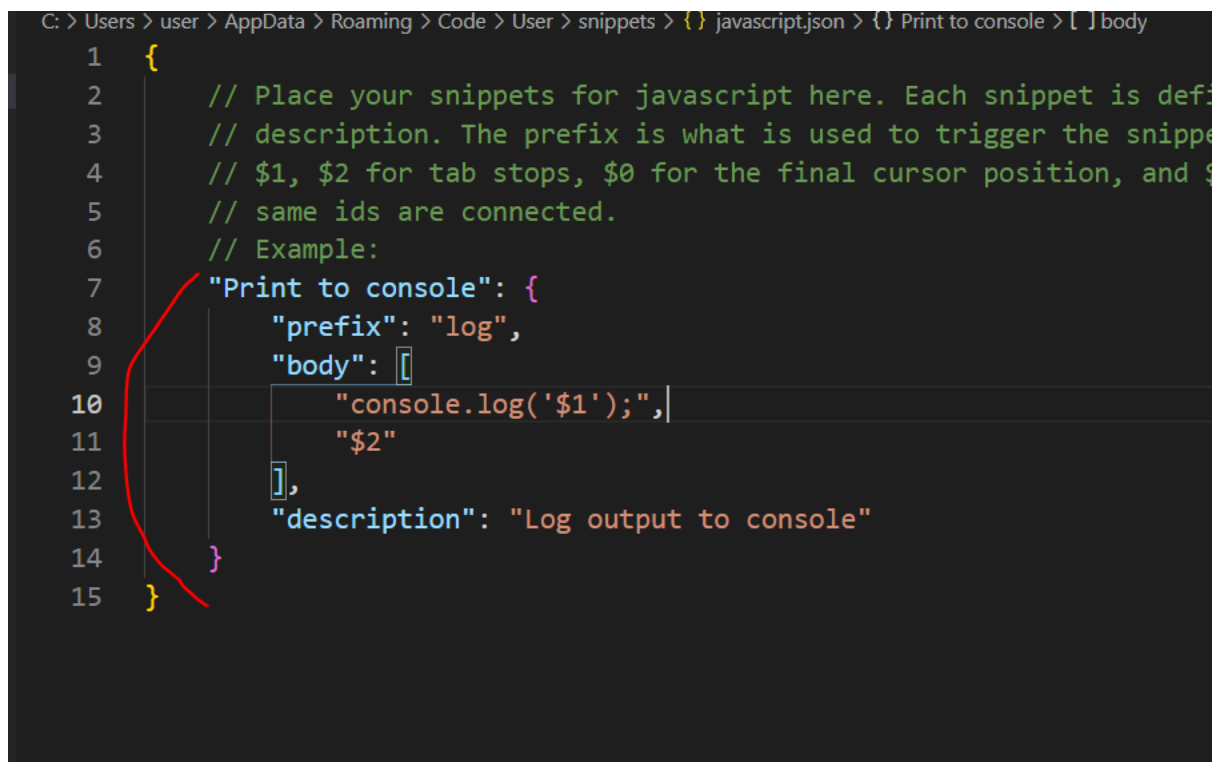 C: > Users > user > AppData > Roaming > Code > User > snippets > {} javascript.json > {} Print to console > [ ] body
1 {
2 // Place your snippets for javascript here. Each snippet is defi
3 // description. The prefix is what is used to trigger the snippe
4 // $1, $2 for tab stops, $0 for the final cursor position, and $
5 // same ids are connected.
6 // Example:
7 "Print to console": {
8 "prefix": "log",
9 "body": [
10 "console.log('$1');",
11 "$2"
12 ],
13 "description": "Log output to console"
14 }
15 }